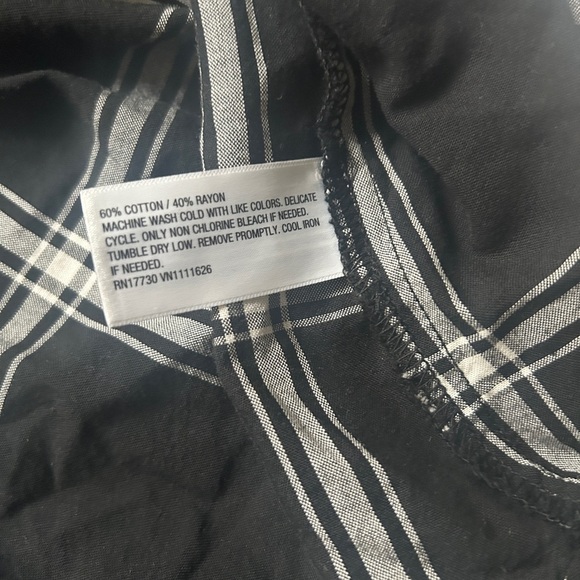 60% COTTON / 40% RAYON
MACHINE WASH COLD WITH LIKE COLORS. DELICATE
CYCLE. ONLY NON CHLORINE BLEACH IF NEEDED.
TUMBLE DRY LOW. REMOVE PROMPTLY. COOL IRON
IF NEEDED.
RN17730 VN1111626